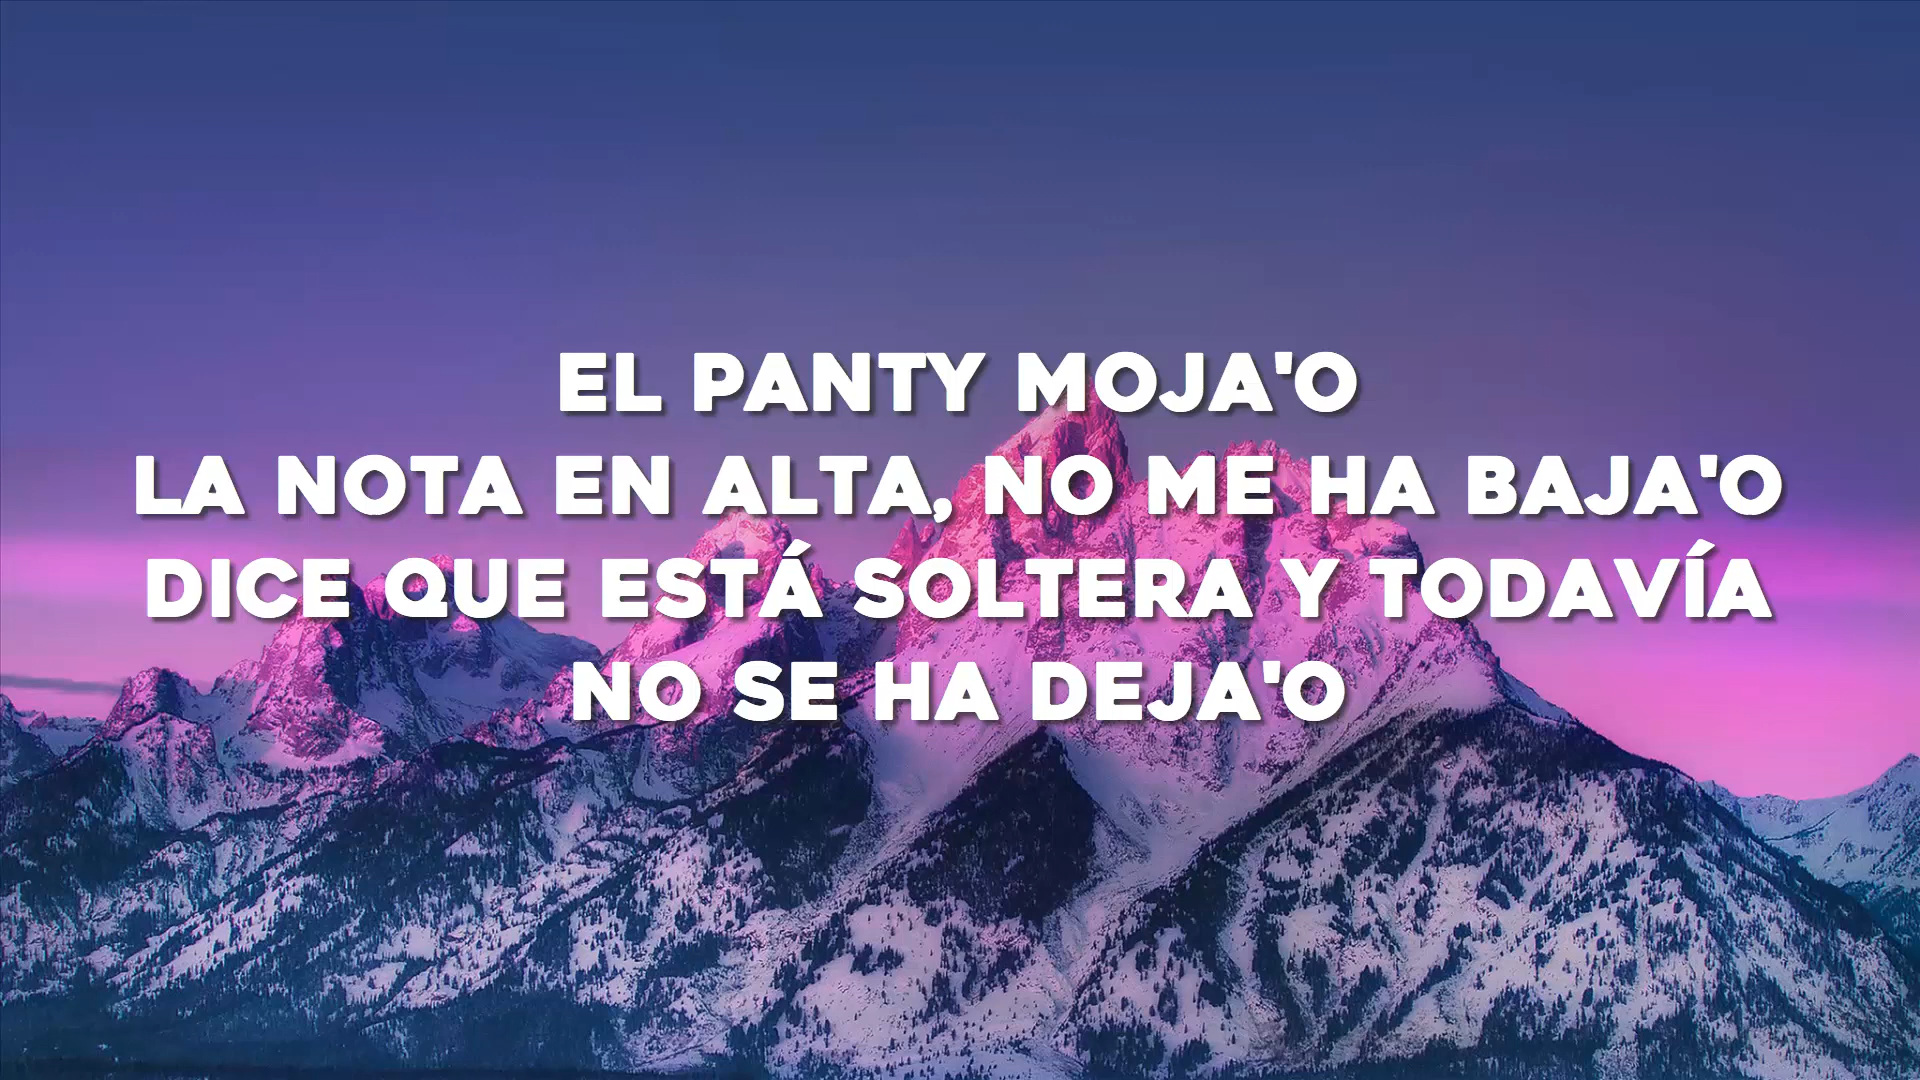 EL PANTY MOJA'O
LA NOTA EN ALTA, NO ME HA BAJA'O
DICE QUE ESTÁ SOLTERA Y TODAVÍA
NO SE HA DEJA'O